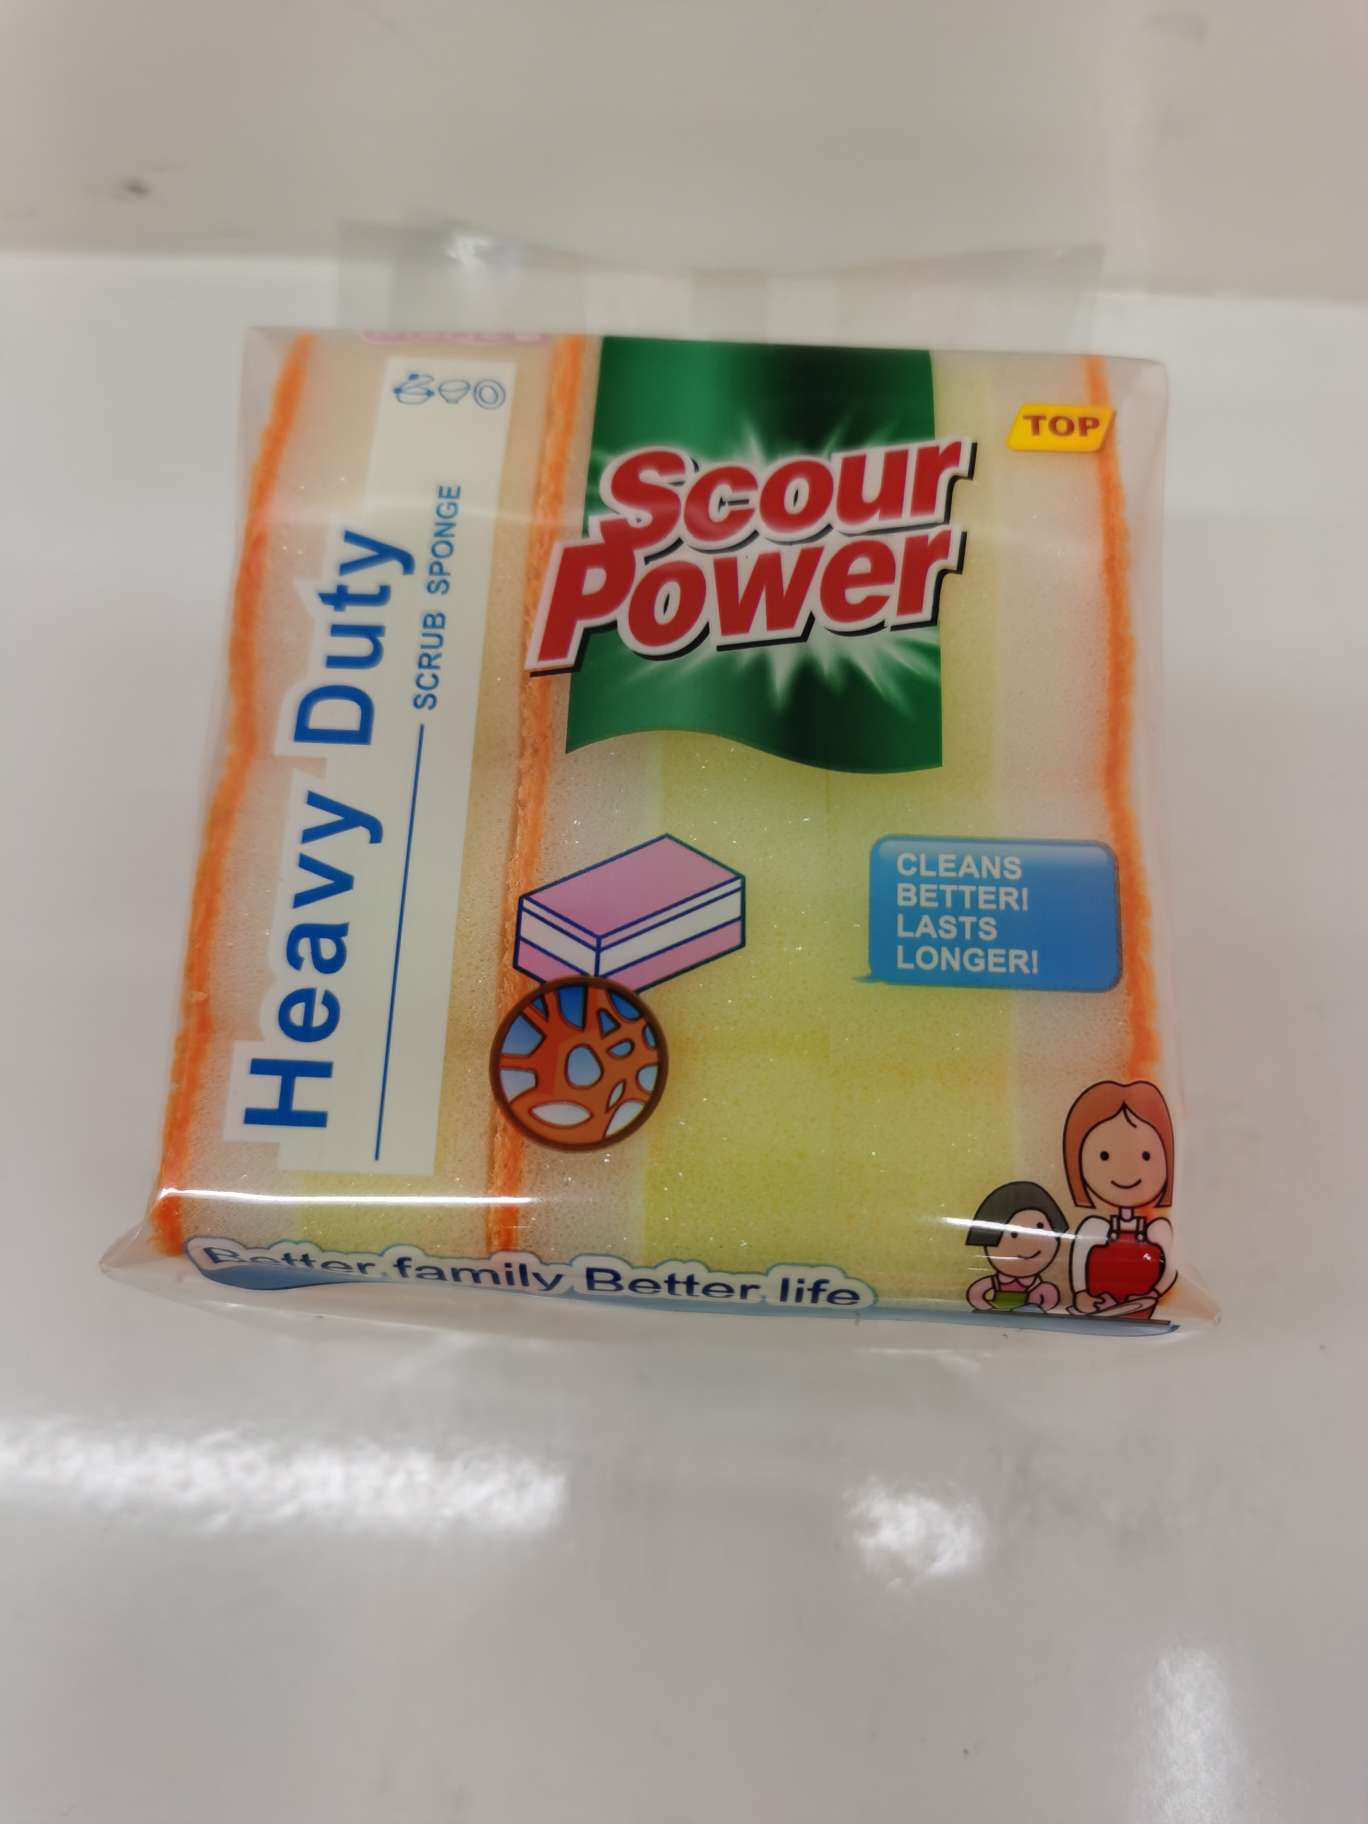 Heavy Duty
SCRUB SPONGE
Scour
Power
TOP
CLEANS
BETTER!
LASTS
LONGER!
Better family Better life